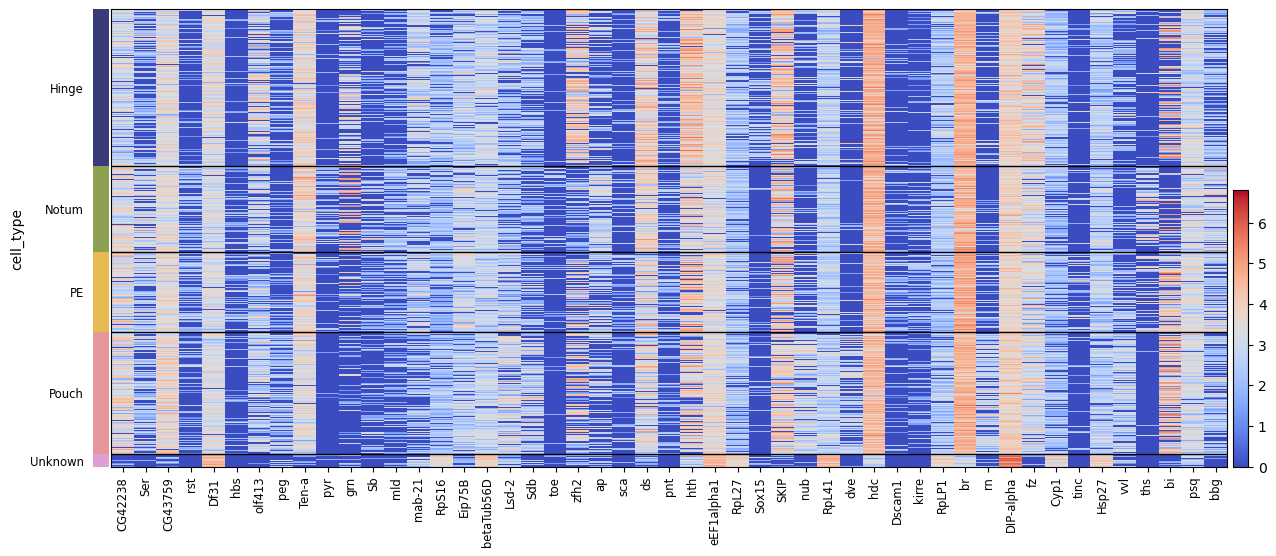 cell_type
Hinge
Notum
PE
Pouch
Unknown
CG42238
Ser
CG43759
rst
Df31
hbs
olf413
peg
Ten-a
pyr
grn
Sb
mld
mab-21
RpS16
Eip75B
betaTub56D
Lsd-2
Sdb
toe
zfh2
ap
sca
ds
pnt
hth
eEF1alpha1
RpL27
Sox15
SKIP
nub
RpL41
dve
hdc
Dscam1
kirre
RpLP1
br
rn
DIP-alpha
fz
Cyp1
tinc
Hsp27
vvl
ths
bi
psq
bbg
6
5
4
3
2
1
0